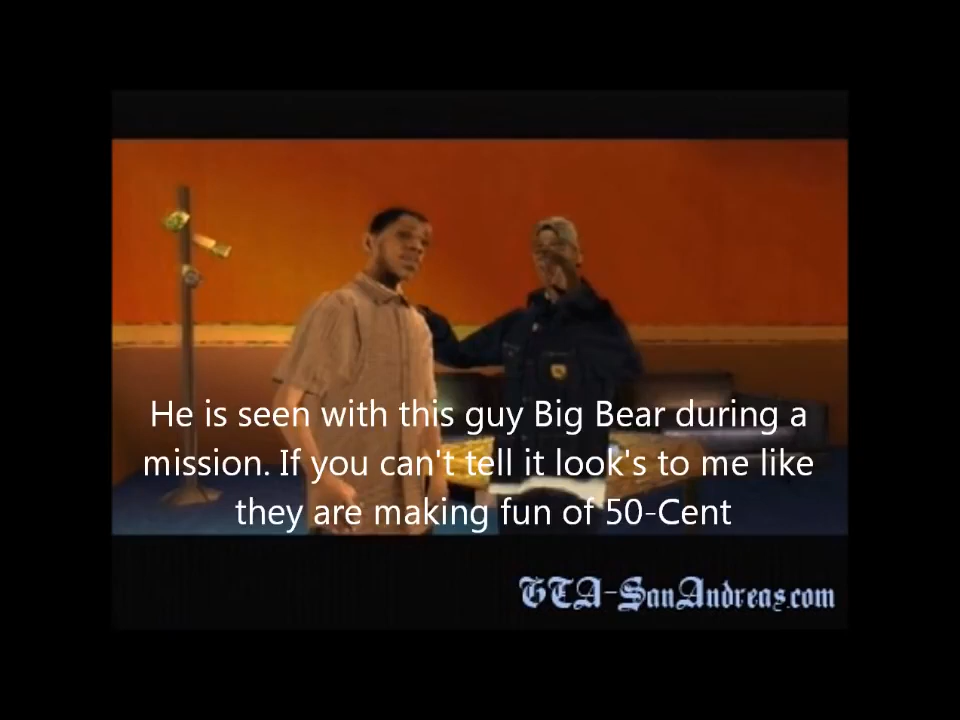 He is seen with this guy Big Bear during a
mission. If you can't tell it look's to me like
they are making fun of 50-Cent
GTA-SanAndreas.com